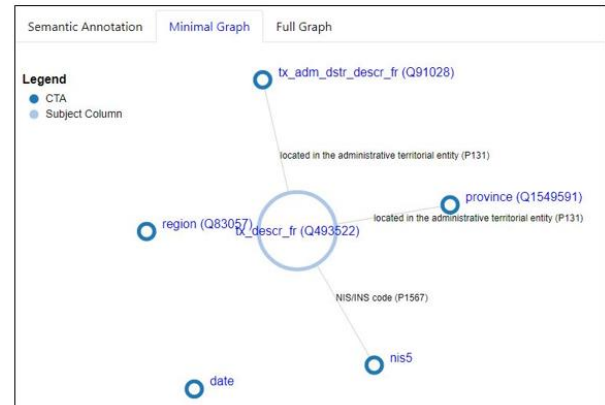 Semantic Annotation Minimal Graph Full Graph
Legend
CTA
Subject Column
tx_adm_dstr_descr_fr (Q91028)
located in the administrative territorial entity (P131)
province (Q1549591)
located in the administrative territorial entity (P131)
region (Q83057)
tx_descr_fr (Q493522)
NIS/INS code (P1567)
nis5
date